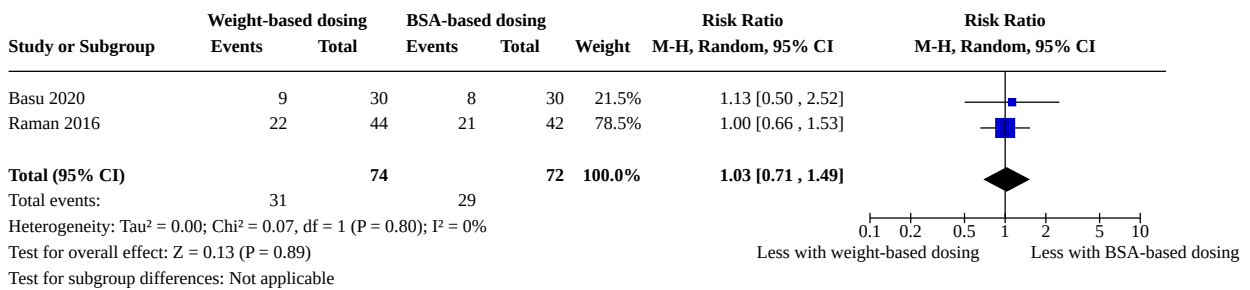 Weight-based dosing BSA-based dosing Risk Ratio Risk Ratio
Study or Subgroup Events Total Events Total Weight M-H, Random, 95% CI M-H, Random, 95% CI
Basu 2020 9 30 8 30 21.5% 1.13 [0.50 , 2.52]
Raman 2016 22 44 21 42 78.5% 1.00 [0.66 , 1.53]
Total (95% CI) 74 72 100.0% 1.03 [0.71 , 1.49]
Total events: 31 29
Heterogeneity: Tau² = 0.00; Chi² = 0.07, df = 1 (P = 0.80); I² = 0%
0.1 0.2 0.5 1 2 5 10
Test for overall effect: Z = 0.13 (P = 0.89) Less with weight-based dosing Less with BSA-based dosing
Test for subgroup differences: Not applicable